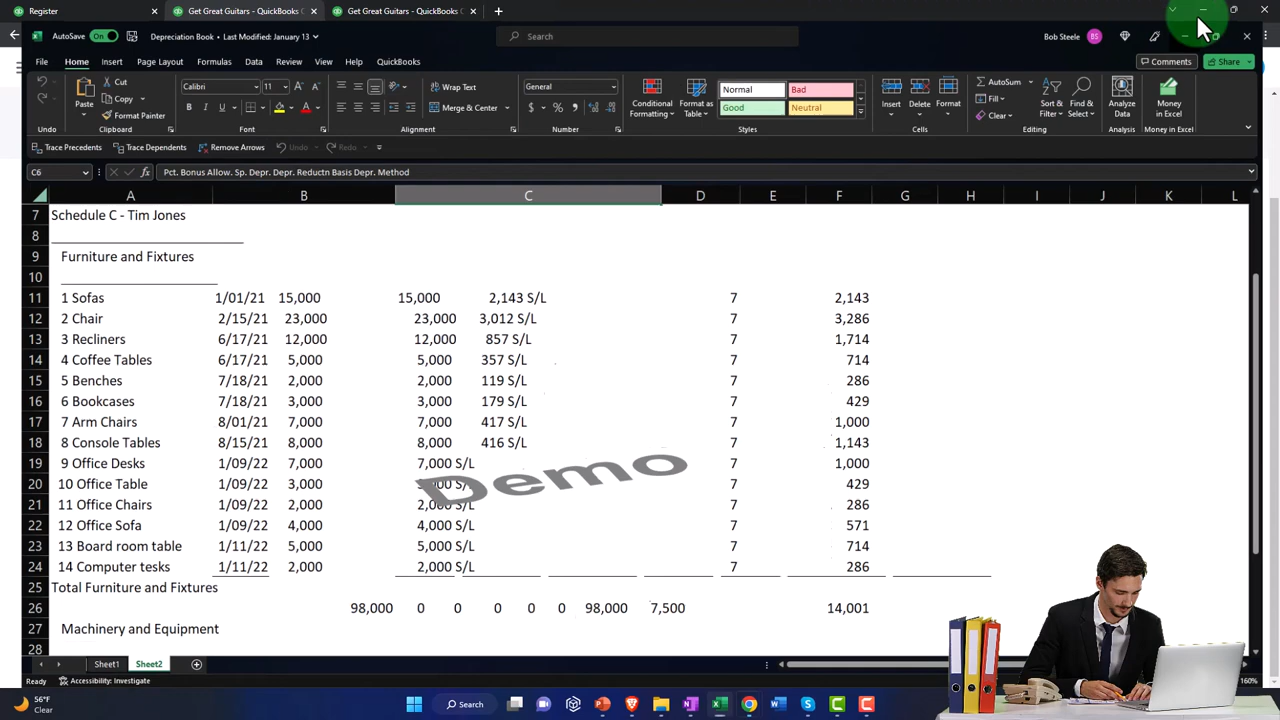 Register
Get Great Guitars - QuickBooks
Get Great Guitars - QuickBooks
AutoSave On
Depreciation Book • Last Modified: January 13
Search
Bob Steele BS
File Home Insert Page Layout Formulas Data Review View Help QuickBooks
Comments Share
Paste Cut Copy Format Painter
Calibri 11
Wrap Text
Merge & Center
General
Conditional Formatting Format as Table
Normal Bad
Good Neutral
Insert Delete Format
AutoSum Fill Clear
Sort & Filter Find & Select
Analyze Data
Money in Excel
Undo Clipboard Font Alignment Number Styles Cells Editing Analysis Money in Excel
Trace Precedents Trace Dependents Remove Arrows Undo Redo
C6 fx Pct. Bonus Allow. Sp. Depr. Depr. Reductn Basis Depr. Method
A B C D E F G H I J K L
7 Schedule C - Tim Jones
8
9 Furniture and Fixtures
10
11 1 Sofas 1/01/21 15,000 15,000 2,143 S/L 7 2,143
12 2 Chair 2/15/21 23,000 23,000 3,012 S/L 7 3,286
13 3 Recliners 6/17/21 12,000 12,000 857 S/L 7 1,714
14 4 Coffee Tables 6/17/21 5,000 5,000 357 S/L 7 714
15 5 Benches 7/18/21 2,000 2,000 119 S/L 7 286
16 6 Bookcases 7/18/21 3,000 3,000 179 S/L 7 429
17 7 Arm Chairs 8/01/21 7,000 7,000 417 S/L 7 1,000
18 8 Console Tables 8/15/21 8,000 8,000 416 S/L 7 1,143
19 9 Office Desks 1/09/22 7,000 7,000 S/L 7 1,000
20 10 Office Table 1/09/22 3,000 S/L 7 429
21 11 Office Chairs 1/09/22 2,000 S/L 7 286
22 12 Office Sofa 1/09/22 4,000 4,000 S/L 7 571
23 13 Board room table 1/11/22 5,000 5,000 S/L 7 714
24 14 Computer tesks 1/11/22 2,000 2,000 S/L 7 286
25 Total Furniture and Fixtures
26 98,000 0 0 0 0 0 98,000 7,500 14,001
27 Machinery and Equipment
28
Demo
Sheet1 Sheet2
Ready Accessibility: Investigate 160%
56°F
Clear
Search